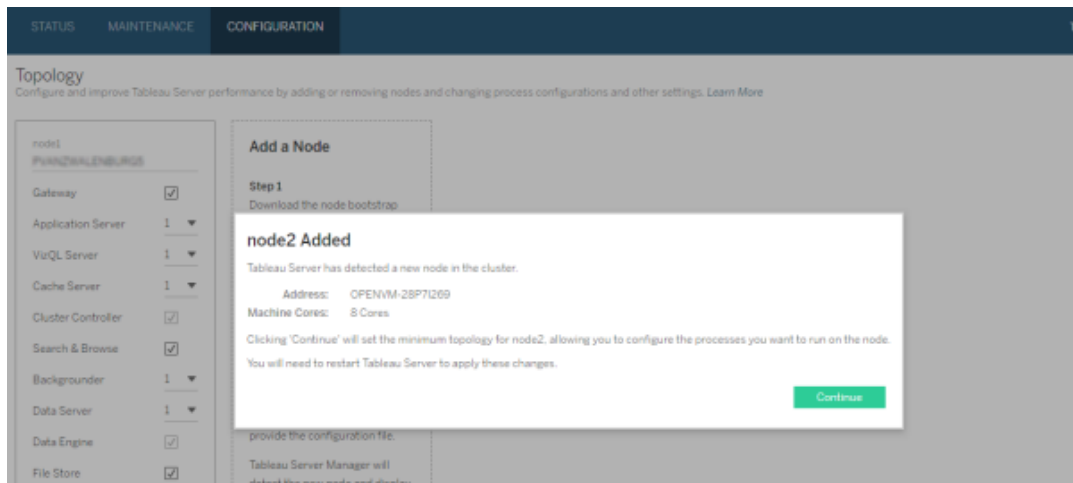 STATUS MAINTENANCE CONFIGURATION
Topology
Configure and improve Tableau Server performance by adding or removing nodes and changing process configurations and other settings. Learn More
node1
Gateway
Application Server 1
VizQL Server 1
Cache Server 1
Cluster Controller
Search & Browse
Backgrounder 1
Data Server 1
Data Engine
File Store
Add a Node
Step 1
Download the node bootstrap
node2 Added
Tableau Server has detected a new node in the cluster.
Address: OPENVM-28P7I269
Machine Cores: 8 Cores
Clicking 'Continue' will set the minimum topology for node2, allowing you to configure the processes you want to run on the node.
You will need to restart Tableau Server to apply these changes.
Continue
provide the configuration file.
Tableau Server Manager will
detect the new node and display